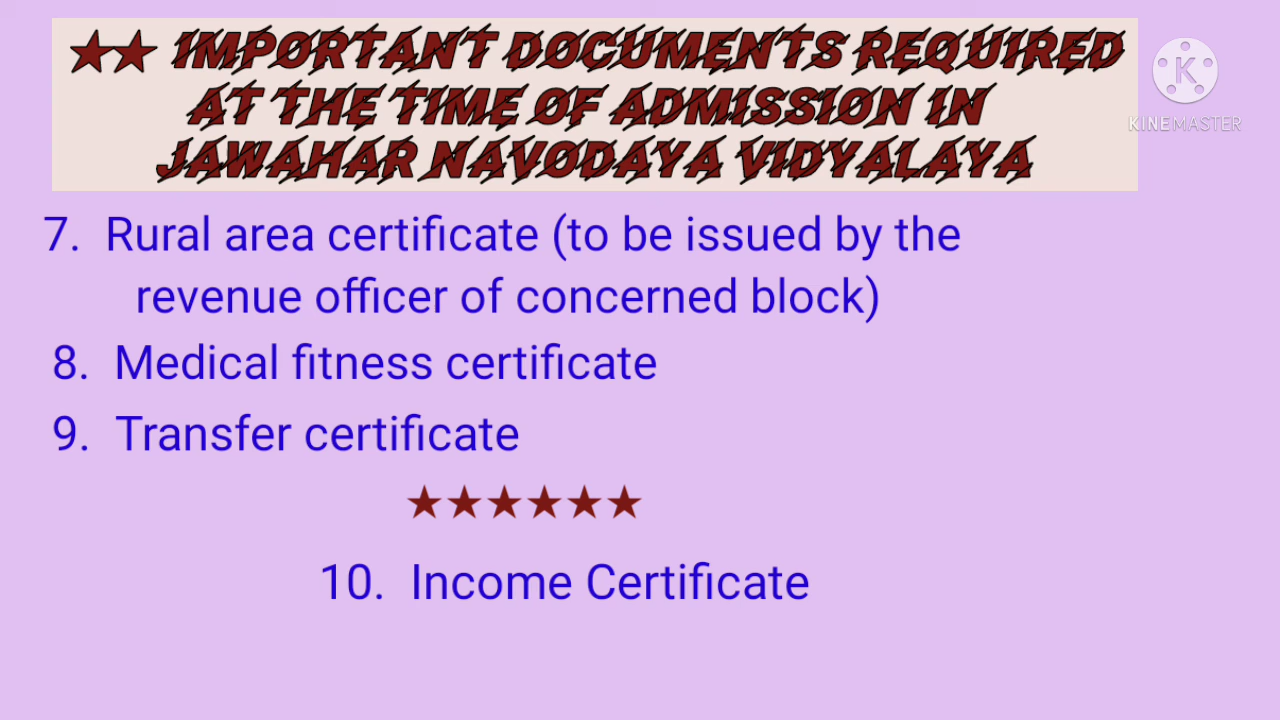 ★★ IMPORTANT DOCUMENTS REQUIRED
AT THE TIME OF ADMISSION IN
JAWAHAR NAVODAYA VIDYALAYA
K
KINEMASTER
7. Rural area certificate (to be issued by the
revenue officer of concerned block)
8. Medical fitness certificate
9. Transfer certificate
★★★★★★
10. Income Certificate